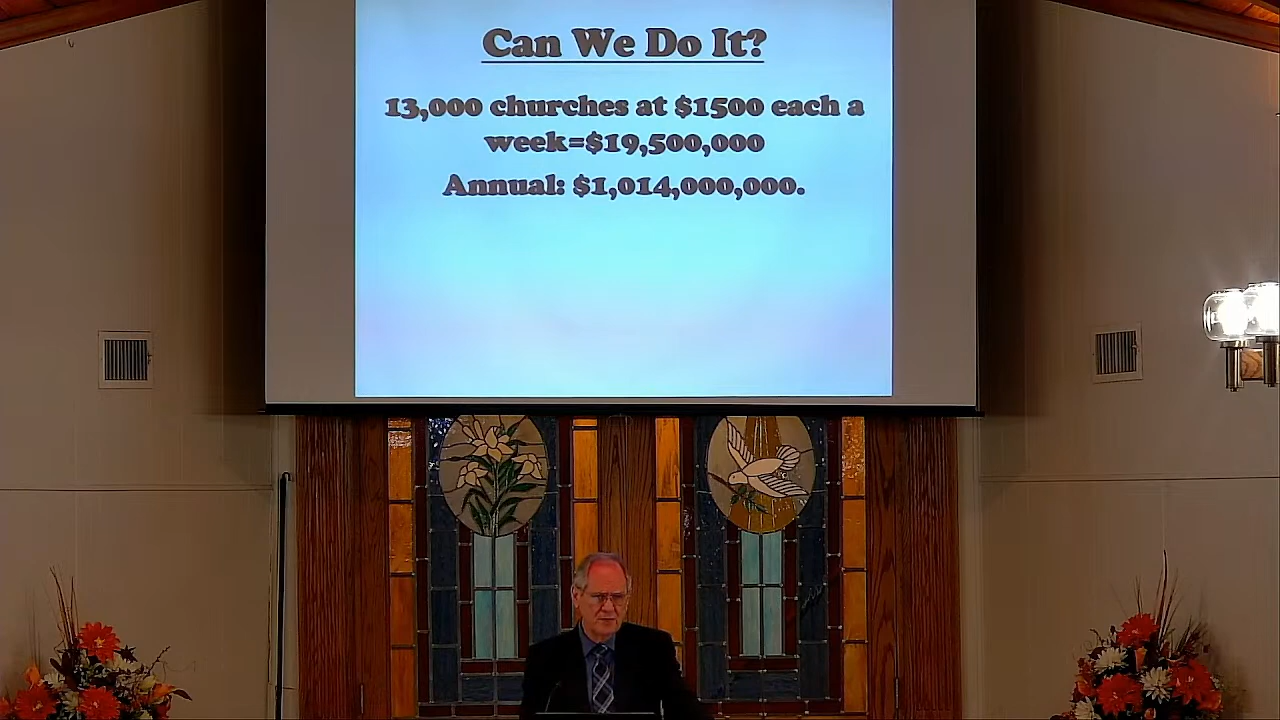 Can We Do It?
13,000 churches at $1500 each a
week=$19,500,000
Annual: $1,014,000,000.